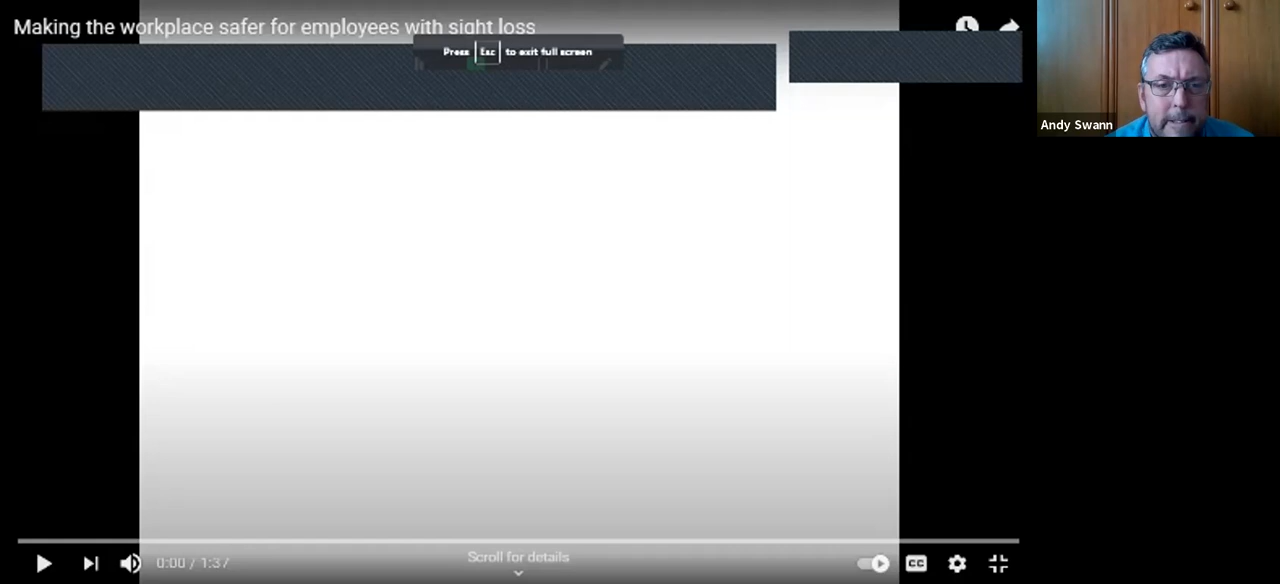 Making the workplace safer for employees with sight loss
Press Esc to exit full screen
Andy Swann
0:00 / 1:37
Scroll for details
CC